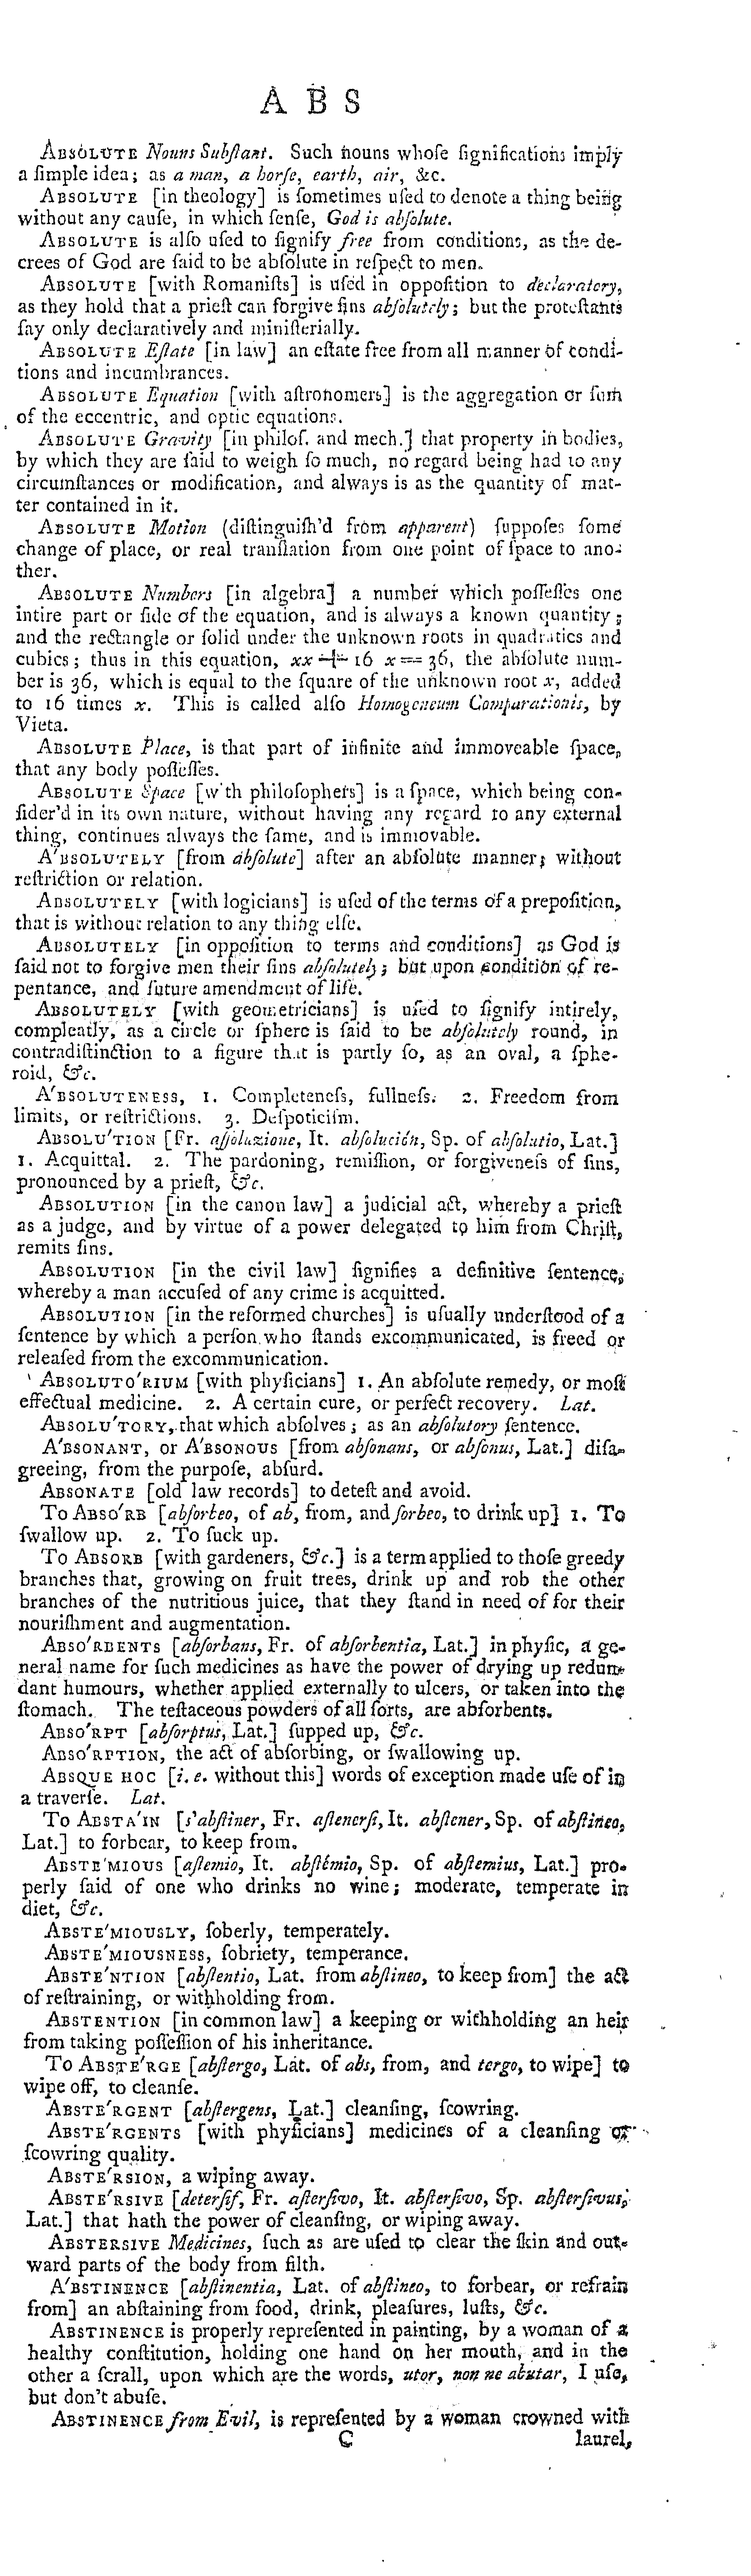 A B S
ABSOLUTE Nouns Subſtant. Such nouns whoſe ſignifications imply
a ſimple idea; as a man, a horſe, earth, air, &c.
ABSOLUTE [in theology] is ſometimes uſed to denote a thing being
without any cauſe, in which ſenſe, God is abſolute.
ABSOLUTE is alſo uſed to ſignify free from conditions, as the de-
crees of God are ſaid to be abſolute in reſpect to men.
ABSOLUTE [with Romaniſts] is uſed in oppoſition to declaratory,
as they hold that a prieſt can forgive ſins abſolutely; but the proteſtants
ſay only declaratively and miniſterially.
ABSOLUTE Eſtate [in law] an eſtate free from all manner of condi-
tions and incumbrances.
ABSOLUTE Equation [with aſtronomers] is the aggregation or ſum
of the eccentric, and optic equations.
ABSOLUTE Gravity [in philoſ. and mech.] that property in bodies,
by which they are ſaid to weigh ſo much, no regard being had to any
circumſtances or modification, and always is as the quantity of mat-
ter contained in it.
ABSOLUTE Motion (diſtinguiſh'd from apparent) ſuppoſes ſome
change of place, or real tranſlation from one point of ſpace to ano-
ther.
ABSOLUTE Numbers [in algebra] a number which poſſeſſes one
intire part or ſide of the equation, and is always a known quantity;
and the rectangle or ſolid under the unknown roots in quadratics and
cubics; thus in this equation, xx + 16 x = 36, the abſolute num-
ber is 36, which is equal to the ſquare of the unknown root x, added
to 16 times x. This is called alſo Homogeneum Comparationis, by
Vieta.
ABSOLUTE Place, is that part of infinite and immoveable ſpace,
that any body poſſeſſes.
ABSOLUTE Space [with philoſophers] is a ſpace, which being con-
ſider'd in its own nature, without having any regard to any external
thing, continues always the ſame, and is immovable.
A'BSOLUTELY [from abſolute] after an abſolute manner; without
reſtriction or relation.
ABSOLUTELY [with logicians] is uſed of the terms of a prepoſition,
that is without relation to any thing elſe.
ABSOLUTELY [in oppoſition to terms and conditions] as God is
ſaid not to forgive men their ſins abſolutely; but upon condition of re-
pentance, and future amendment of life.
ABSOLUTELY [with geometricians] is uſed to ſignify intirely,
compleatly, as a circle or ſphere is ſaid to be abſolutely round, in
contradiſtinction to a figure that is partly ſo, as an oval, a ſphe-
roid, &c.
A'BSOLUTENESS, 1. Completeneſs, fullneſs. 2. Freedom from
limits, or reſtrictions. 3. Deſpoticiſm.
ABSOLU'TION [Fr. aſſoluzione, It. abſolución, Sp. of abſolutio, Lat.]
1. Acquittal. 2. The pardoning, remiſſion, or forgiveneſs of ſins,
pronounced by a prieſt, &c.
ABSOLUTION [in the canon law] a judicial act, whereby a prieſt
as a judge, and by virtue of a power delegated to him from Chriſt,
remits ſins.
ABSOLUTION [in the civil law] ſignifies a definitive ſentence,
whereby a man accuſed of any crime is acquitted.
ABSOLUTION [in the reformed churches] is uſually underſtood of a
ſentence by which a perſon who ſtands excommunicated, is freed or
releaſed from the excommunication.
ABSOLUTO'RIUM [with phyſicians] 1. An abſolute remedy, or moſt
effectual medicine. 2. A certain cure, or perfect recovery. Lat.
ABSOLU'TORY, that which abſolves; as an abſolutory ſentence.
A'BSONANT, or A'BSONOUS [from abſonans, or abſonus, Lat.] diſa-
greeing, from the purpoſe, abſurd.
ABSONATE [old law records] to deteſt and avoid.
To ABSO'RB [abſorbeo, of ab, from, and ſorbeo, to drink up] 1. To
ſwallow up. 2. To ſuck up.
To ABSORB [with gardeners, &c.] is a term applied to thoſe greedy
branches that, growing on fruit trees, drink up and rob the other
branches of the nutritious juice, that they ſtand in need of for their
nouriſhment and augmentation.
ABSO'RBENTS [abſorbans, Fr. of abſorbentia, Lat.] in phyſic, a ge-
neral name for ſuch medicines as have the power of drying up redun-
dant humours, whether applied externally to ulcers, or taken into the
ſtomach. The teſtaceous powders of all ſorts, are abſorbents.
ABSO'RPT [abſorptus, Lat.] ſupped up, &c.
ABSO'RPTION, the act of abſorbing, or ſwallowing up.
ABSQUE HOC [i. e. without this] words of exception made uſe of in
a traverſe. Lat.
To ABSTA'IN [s'abſtiner, Fr. aſtenerſi, It. abſtener, Sp. of abſtineo,
Lat.] to forbear, to keep from.
ABSTE'MIOUS [aſtemio, It. abſtémio, Sp. of abſtemius, Lat.] pro-
perly ſaid of one who drinks no wine; moderate, temperate in
diet, &c.
ABSTE'MIOUSLY, ſoberly, temperately.
ABSTE'MIOUSNESS, ſobriety, temperance.
ABSTE'NTION [abſtentio, Lat. from abſtineo, to keep from] the act
of reſtraining, or withholding from.
ABSTENTION [in common law] a keeping or withholding an heir
from taking poſſeſſion of his inheritance.
To ABSTE'RGE [abſtergo, Lat. of abs, from, and tergo, to wipe] to
wipe off, to cleanſe.
ABSTE'RGENT [abſtergens, Lat.] cleanſing, ſcowring.
ABSTE'RGENTS [with phyſicians] medicines of a cleanſing or
ſcowring quality.
ABSTE'RSION, a wiping away.
ABSTE'RSIVE [deterſif, Fr. aſterſivo, It. abſterſivo, Sp. abſterſivus,
Lat.] that hath the power of cleanſing, or wiping away.
ABSTERSIVE Medicines, ſuch as are uſed to clear the ſkin and out-
ward parts of the body from filth.
A'BSTINENCE [abſtinentia, Lat. of abſtineo, to forbear, or refrain
from] an abſtaining from food, drink, pleaſures, luſts, &c.
ABSTINENCE is properly repreſented in painting, by a woman of a
healthy conſtitution, holding one hand on her mouth, and in the
other a ſcrall, upon which are the words, utor, non ne abutar, I uſe,
but don't abuſe.
ABSTINENCE from Evil, is repreſented by a woman crowned with
C laurel,